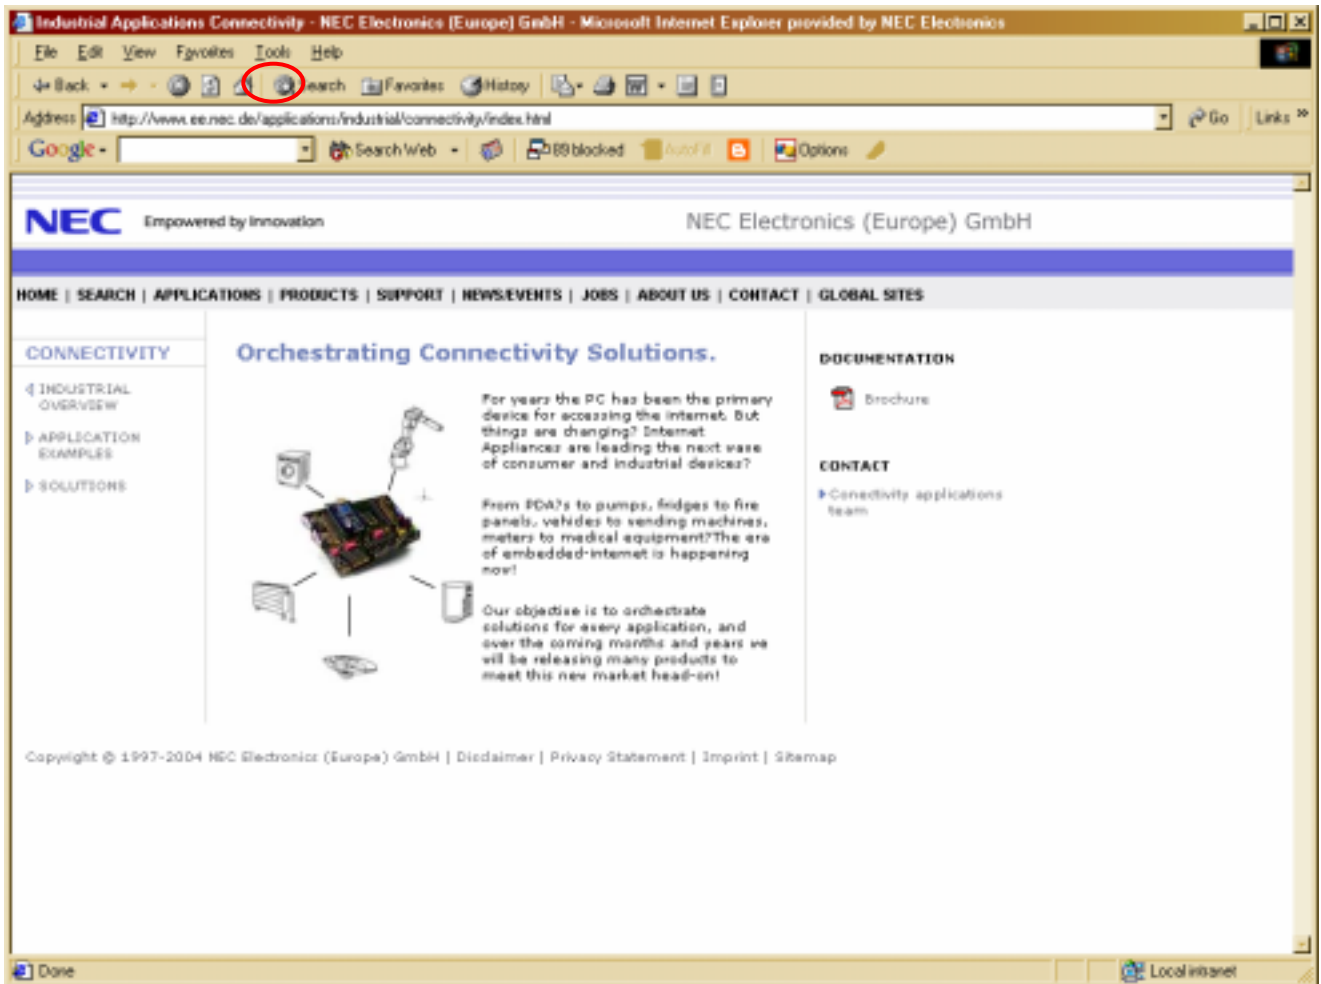 Industrial Applications Connectivity - NEC Electronics (Europe) GmbH - Microsoft Internet Explorer provided by NEC Electronics
File Edit View Favorites Tools Help
Back Search Favorites History
Address http://www.ee.nec.de/applications/industrial/connectivity/index.html Go Links »
Google Search Web 89 blocked AutoFill Options
NEC Empowered by Innovation NEC Electronics (Europe) GmbH
HOME | SEARCH | APPLICATIONS | PRODUCTS | SUPPORT | NEWS/EVENTS | JOBS | ABOUT US | CONTACT | GLOBAL SITES
CONNECTIVITY
INDUSTRIAL
OVERVIEW
APPLICATION
EXAMPLES
SOLUTIONS
Orchestrating Connectivity Solutions.
For years the PC has been the primary
device for accessing the internet. But
things are changing? Internet
Appliances are leading the next wave
of consumer and industrial devices?
From PDA?s to pumps, fridges to fire
panels, vehicles to vending machines,
meters to medical equipment?The era
of embedded-internet is happening
now!
Our objective is to orchestrate
solutions for every application, and
over the coming months and years we
will be releasing many products to
meet this new market head-on!
DOCUMENTATION
Brochure
CONTACT
Conectivity applications
team
Copyright © 1997-2004 NEC Electronics (Europe) GmbH | Disclaimer | Privacy Statement | Imprint | Sitemap
Done Local intranet